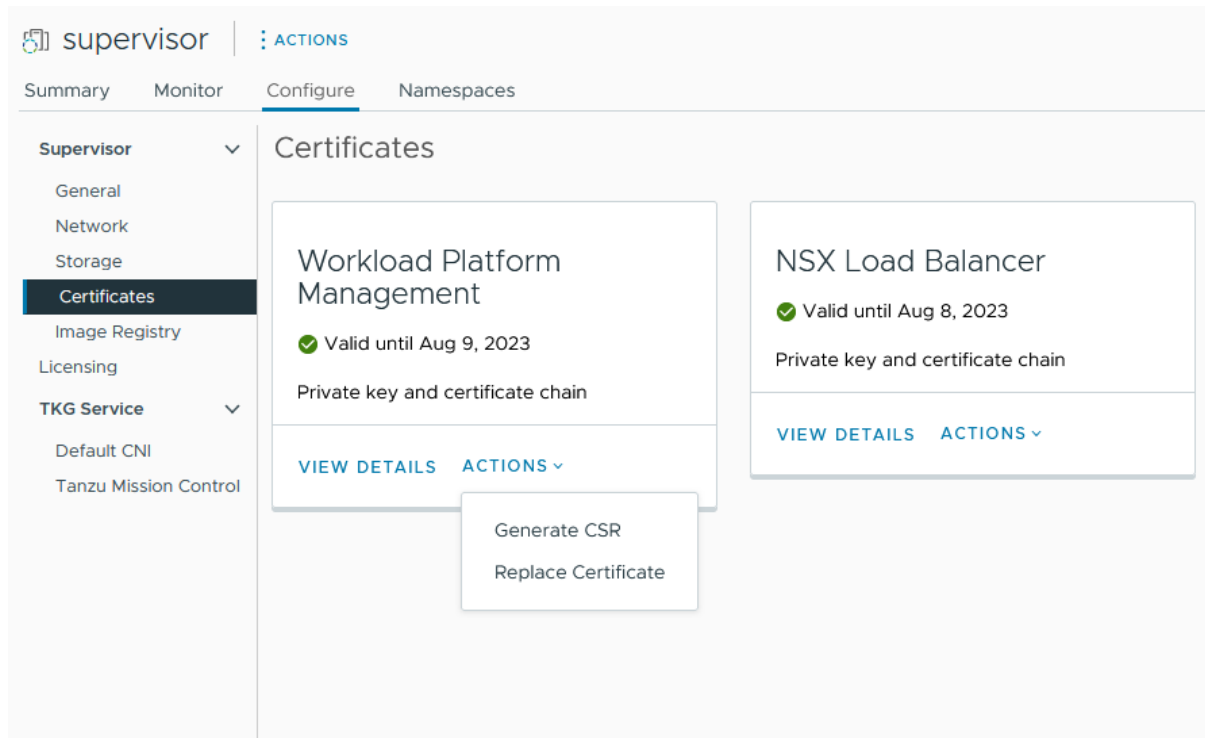 supervisor
ACTIONS
Summary Monitor Configure Namespaces
Supervisor
General
Network
Storage
Certificates
Image Registry
Licensing
TKG Service
Default CNI
Tanzu Mission Control
Certificates
Workload Platform
Management
Valid until Aug 9, 2023
Private key and certificate chain
VIEW DETAILS ACTIONS
Generate CSR
Replace Certificate
NSX Load Balancer
Valid until Aug 8, 2023
Private key and certificate chain
VIEW DETAILS ACTIONS